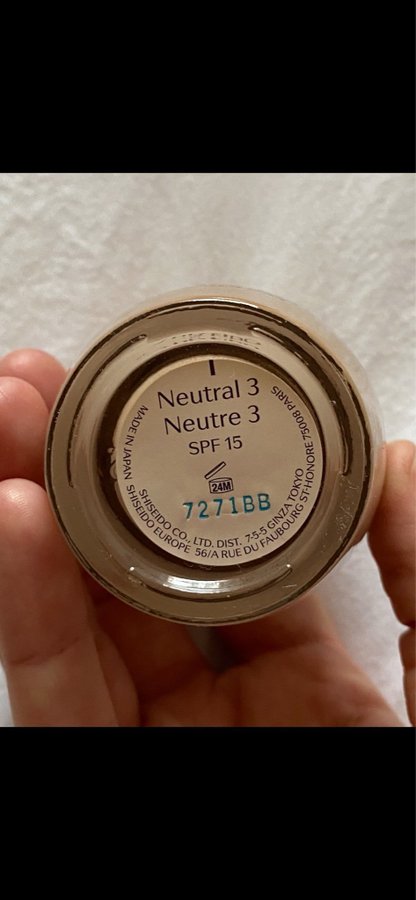 Neutral 3
Neutre 3
SPF 15
24M
7271BB
MADE IN JAPAN SHISEIDO CO., LTD. DIST. 7-5-5 GINZA TOKYO
SHISEIDO EUROPE 56/A RUE DU FAUBOURG ST-HONORE 75008 PARIS